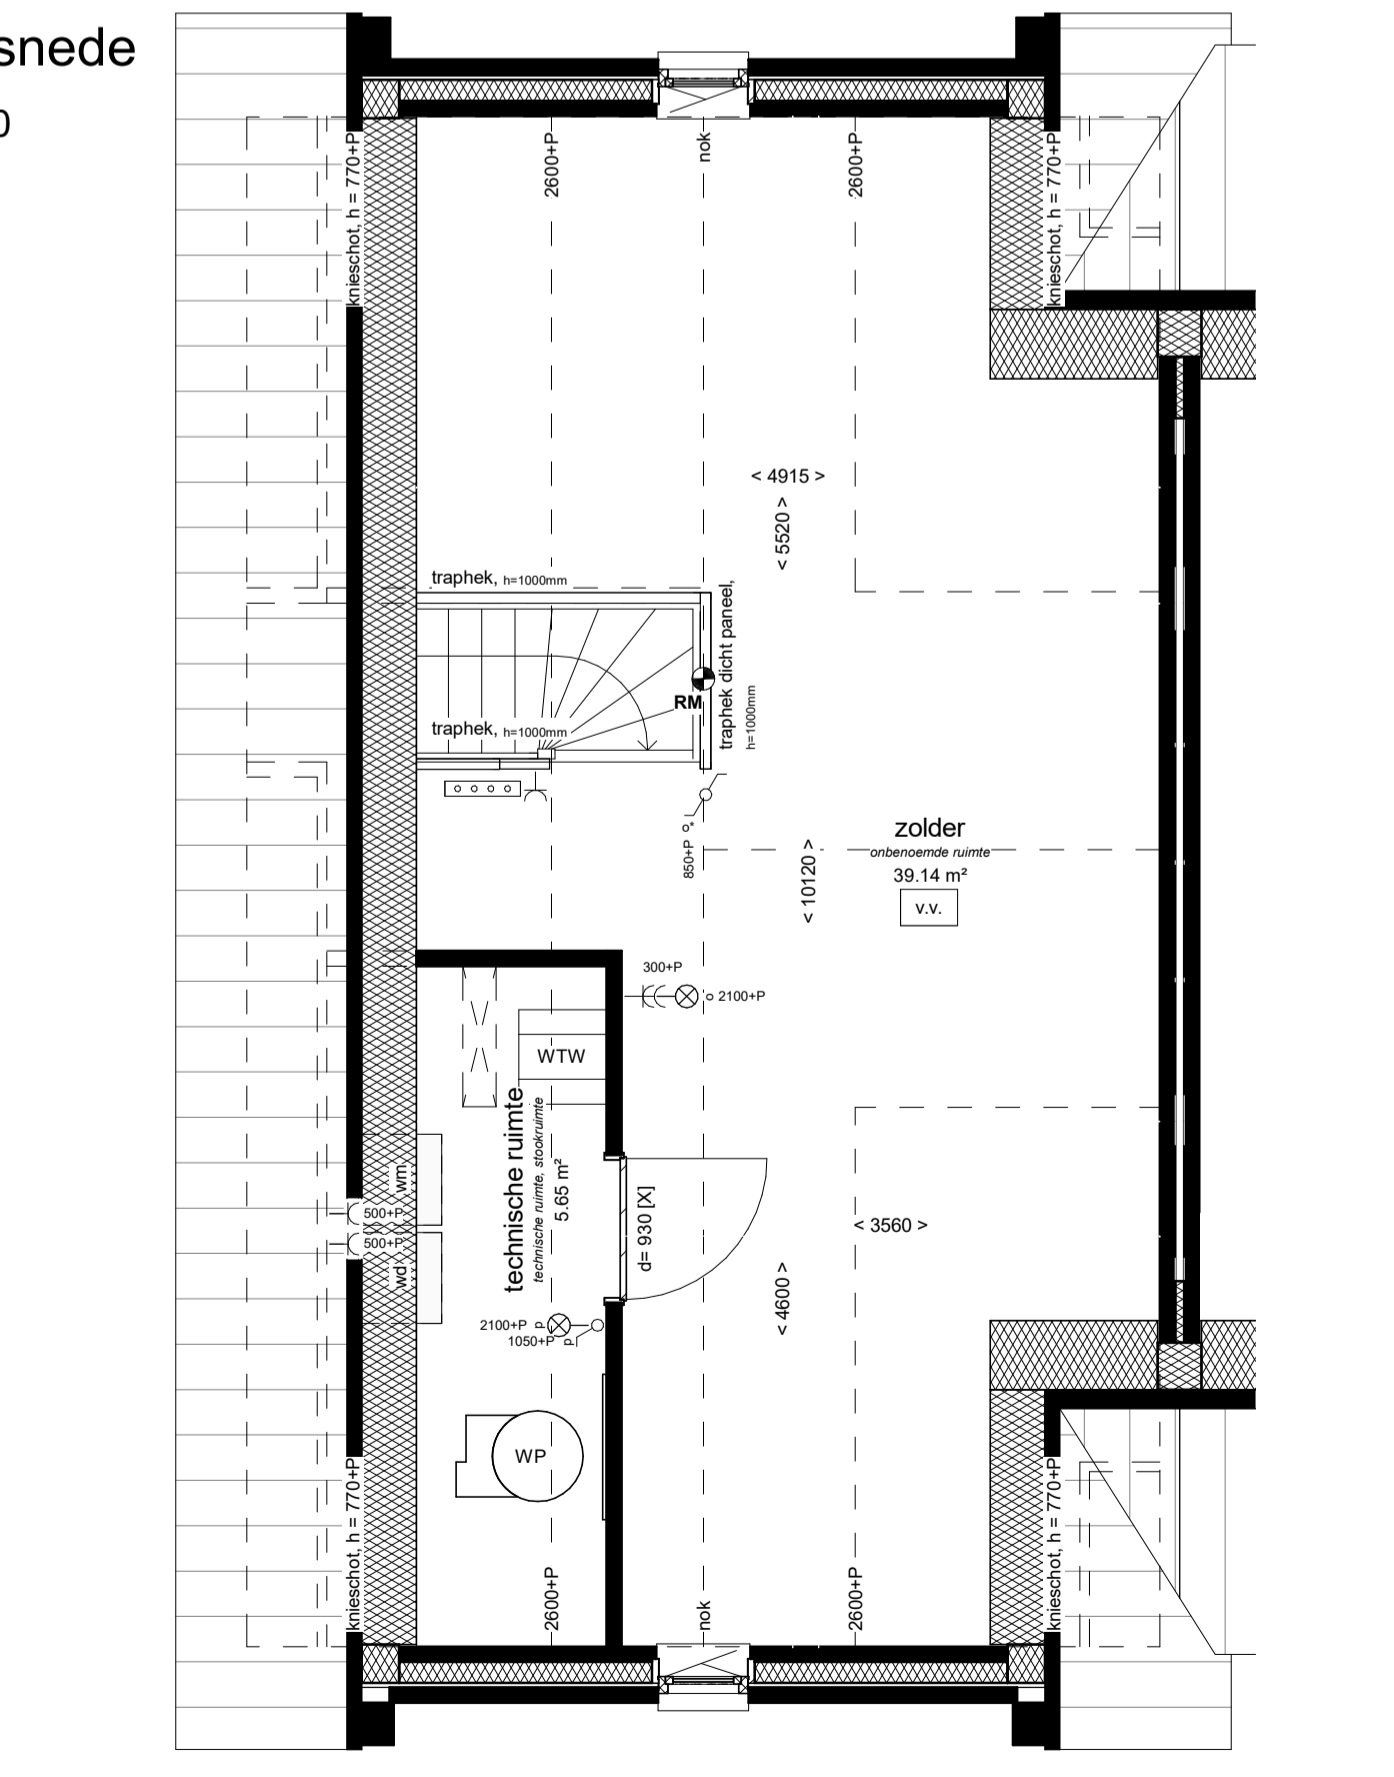 snede
0
knieschot, h = 770+P
2600+P
nok
2600+P
knieschot, h = 770+P
< 4915 >
< 5520 >
traphek, h=1000mm
traphek dicht paneel,
h=1000mm
RM
traphek, h=1000mm
850+P
zolder
onbenoemde ruimte
39.14 m²
v.v.
< 10120 >
300+P
2100+P
WTW
technische ruimte
technische ruimte, stookruimte
5.65 m²
wm
500+P
500+P
wd
d= 930 [X]
< 3560 >
< 4600 >
2100+P p
1050+P p
WP
knieschot, h = 770+P
2600+P
nok
2600+P
knieschot, h = 770+P